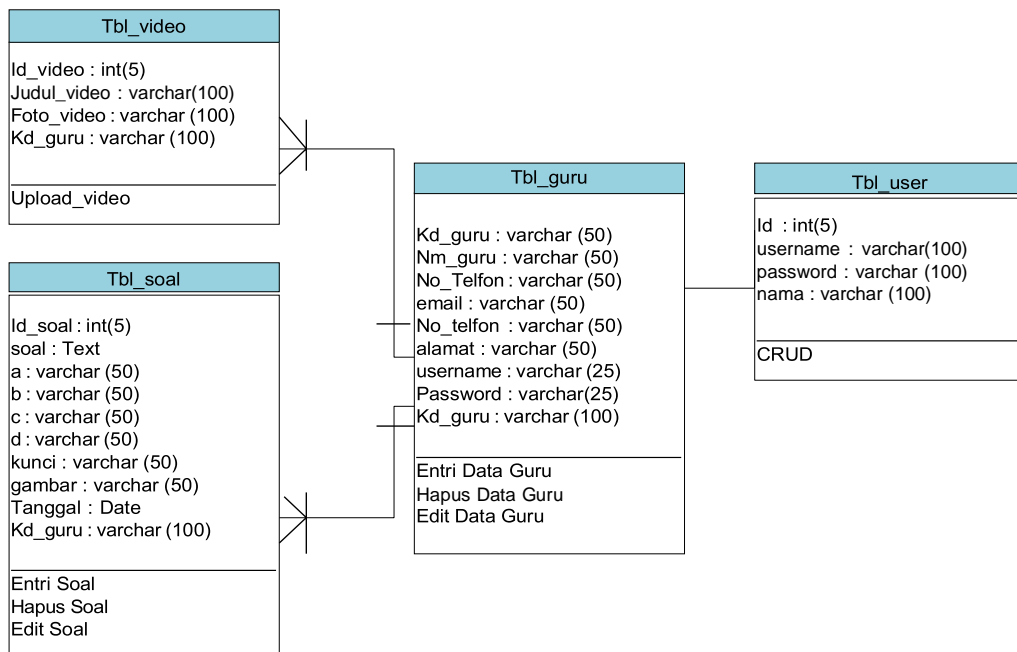 Tbl_video
Id_video : int(5)
Judul_video : varchar(100)
Foto_video : varchar (100)
Kd_guru : varchar (100)
Upload_video
Tbl_soal
Id_soal : int(5)
soal : Text
a : varchar (50)
b : varchar (50)
c : varchar (50)
d : varchar (50)
kunci : varchar (50)
gambar : varchar (50)
Tanggal : Date
Kd_guru : varchar (100)
Entri Soal
Hapus Soal
Edit Soal
Tbl_guru
Kd_guru : varchar (50)
Nm_guru : varchar (50)
No_Telfon : varchar (50)
email : varchar (50)
No_telfon : varchar (50)
alamat : varchar (50)
username : varchar (25)
Password : varchar(25)
Kd_guru : varchar (100)
Entri Data Guru
Hapus Data Guru
Edit Data Guru
Tbl_user
Id : int(5)
username : varchar(100)
password : varchar (100)
nama : varchar (100)
CRUD